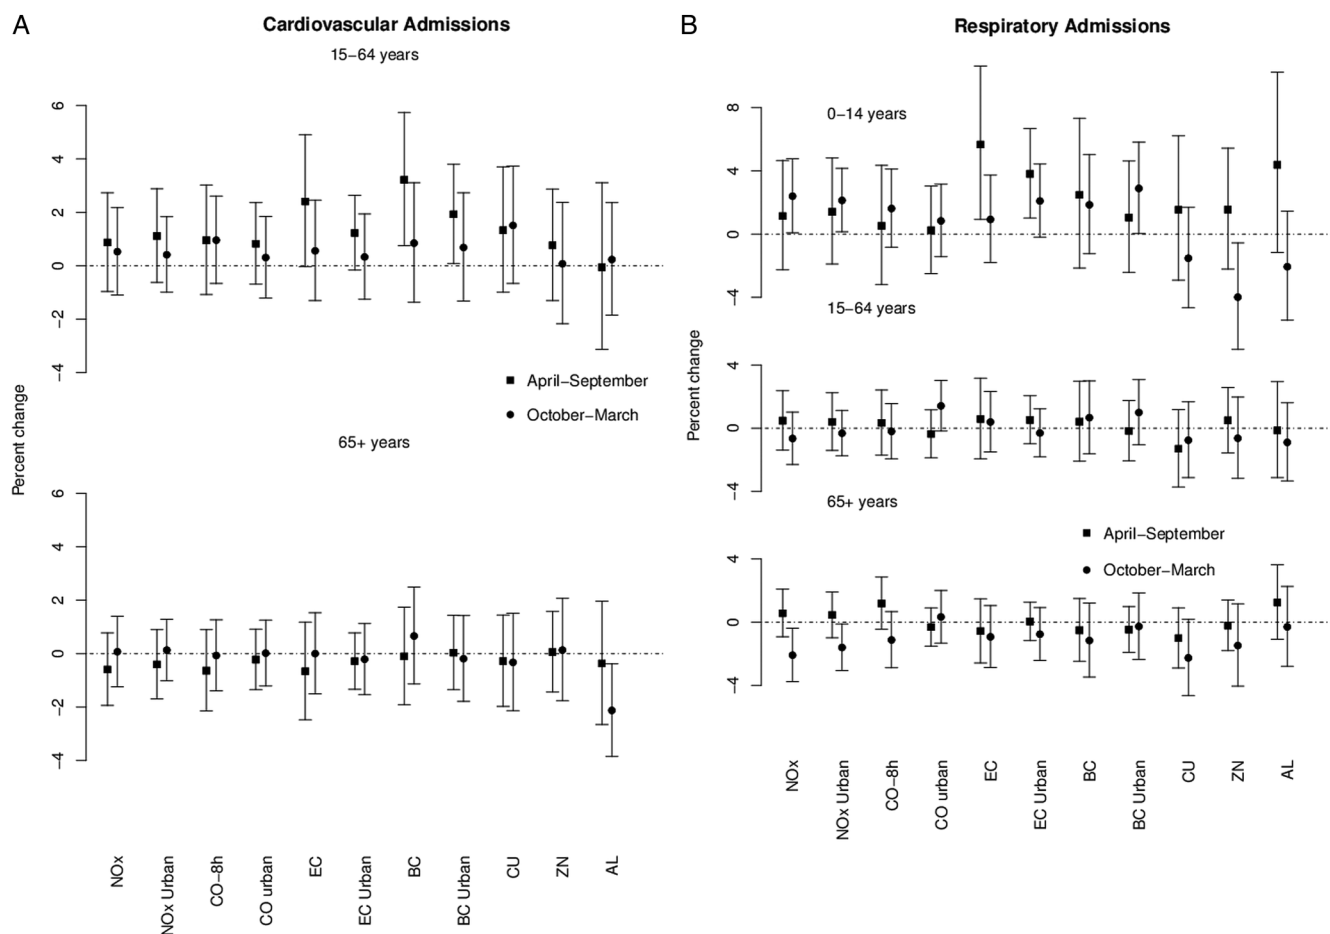 A
Cardiovascular Admissions
15−64 years
6
4
2
0
−2
−4
April−September
October−March
Percent change
65+ years
6
4
2
0
−2
−4
NOx
NOx Urban
CO−8h
CO urban
EC
EC Urban
BC
BC Urban
CU
ZN
AL
B
Respiratory Admissions
0−14 years
8
4
0
−4
15−64 years
Percent change
4
0
−4
65+ years
April−September
October−March
4
0
−4
NOx
NOx Urban
CO−8h
CO urban
EC
EC Urban
BC
BC Urban
CU
ZN
AL